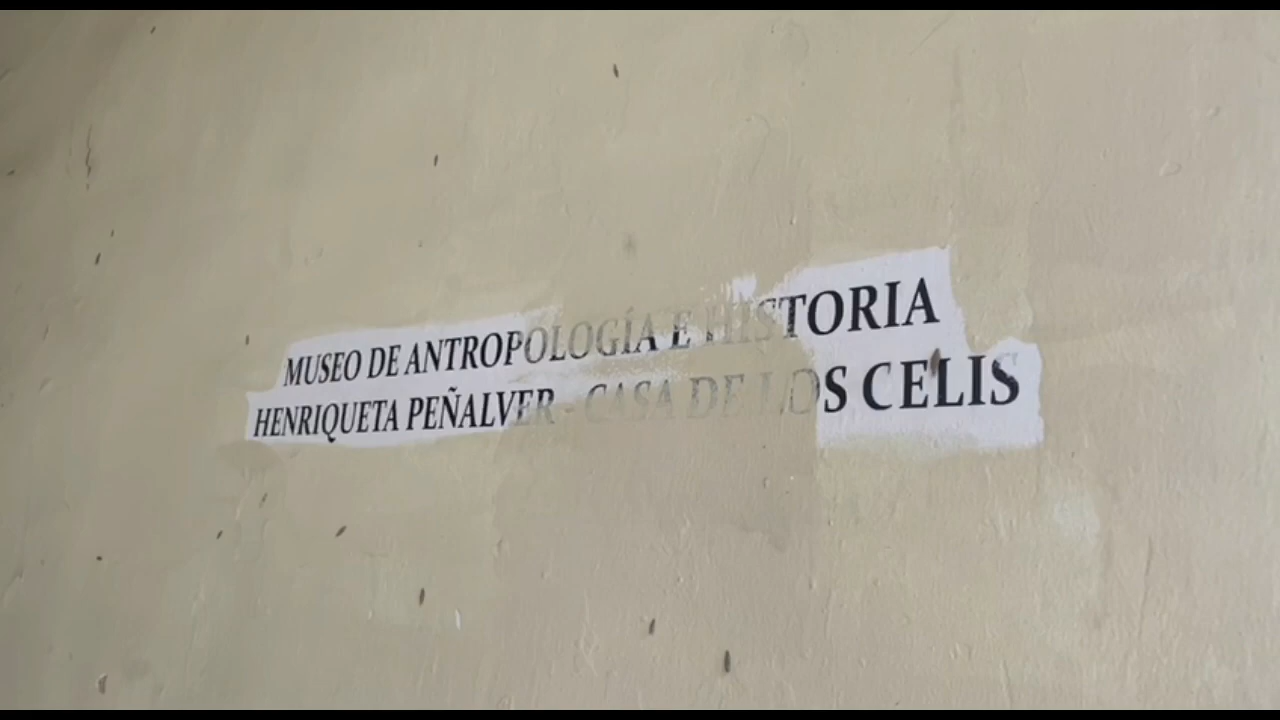 MUSEO DE ANTROPOLOGÍA E HISTORIA
HENRIQUETA PEÑALVER - CASA DE LOS CELIS